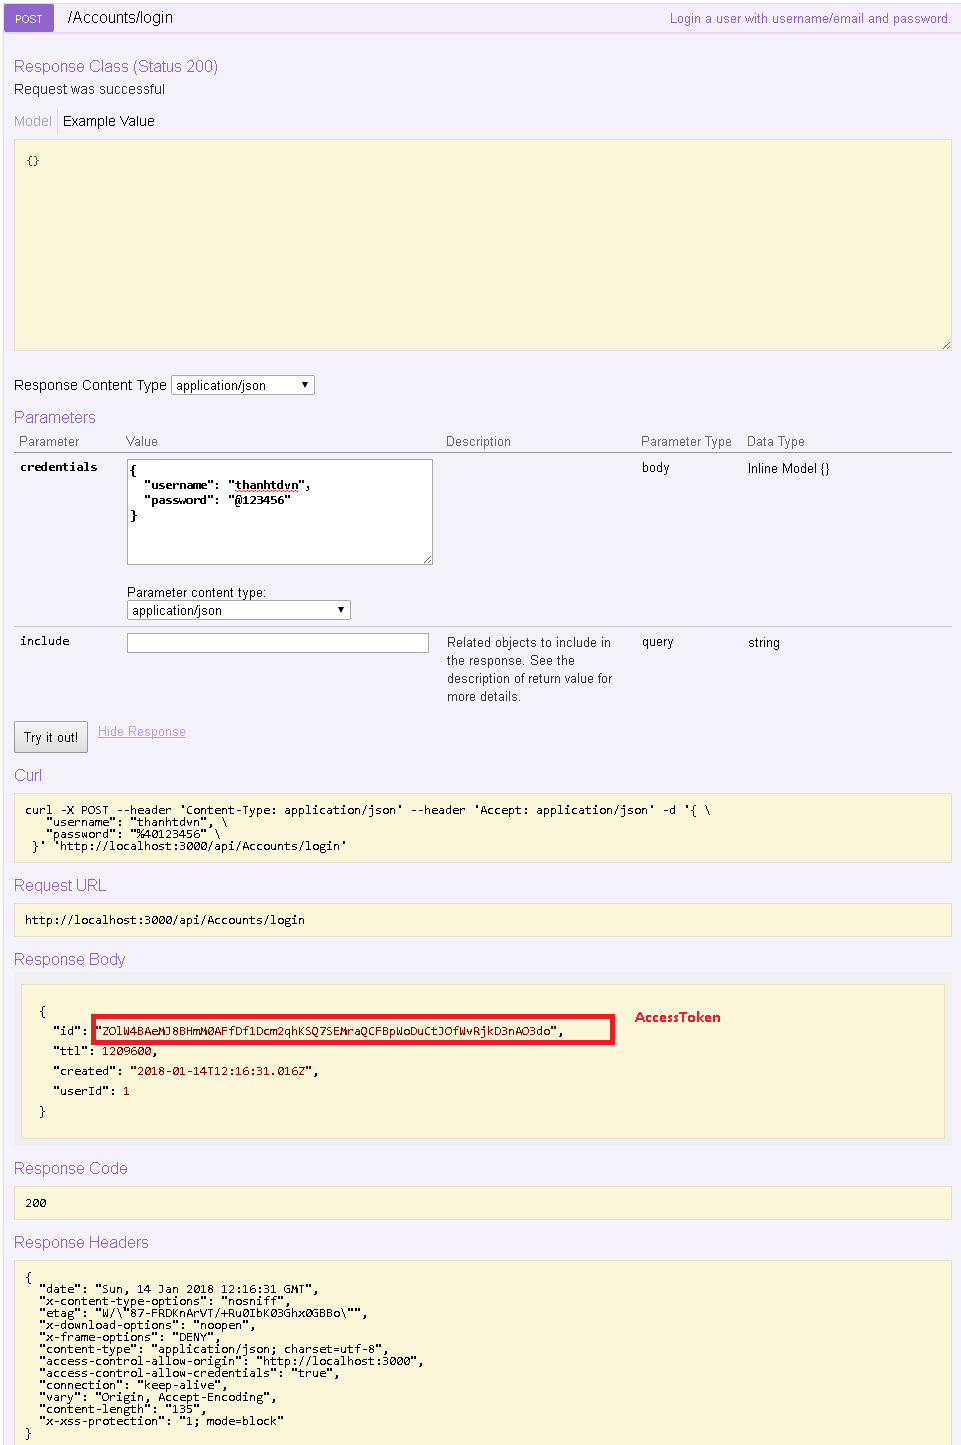 POST /Accounts/login Login a user with username/email and password.
Response Class (Status 200)
Request was successful
Model Example Value
{}
Response Content Type application/json
Parameters
Parameter Value Description Parameter Type Data Type
credentials { body Inline Model {}
"username": "thanhtdvn",
"password": "@123456"
}
Parameter content type:
application/json
include Related objects to include in query string
the response. See the
description of return value for
more details.
Try it out! Hide Response
Curl
curl -X POST --header 'Content-Type: application/json' --header 'Accept: application/json' -d '{ \
"username": "thanhtdvn", \
"password": "%40123456" \
}' 'http://localhost:3000/api/Accounts/login'
Request URL
http://localhost:3000/api/Accounts/login
Response Body
{
"id": "ZOlW4BAeMJ8BHmM0AFfDf1Dcm2qhKSQ7SEMraQCFBpWoDuCtJOfWvRjkD3nAO3do", AccessToken
"ttl": 1209600,
"created": "2018-01-14T12:16:31.016Z",
"userId": 1
}
Response Code
200
Response Headers
{
"date": "Sun, 14 Jan 2018 12:16:31 GMT",
"x-content-type-options": "nosniff",
"etag": "W/\"87-FRDKnArVT/+Ru0IbK03Ghx0GBBo\"",
"x-download-options": "noopen",
"x-frame-options": "DENY",
"content-type": "application/json; charset=utf-8",
"access-control-allow-origin": "http://localhost:3000",
"access-control-allow-credentials": "true",
"connection": "keep-alive",
"vary": "Origin, Accept-Encoding",
"content-length": "135",
"x-xss-protection": "1; mode=block"
}